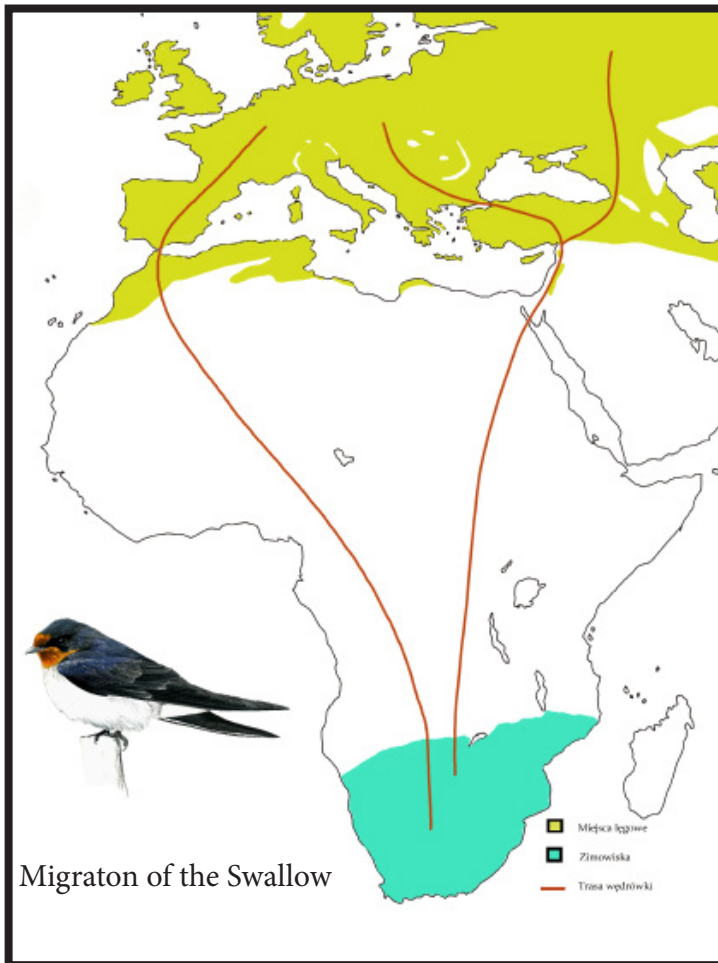 Miejsca lęgowe
Zimowiska
Trasa wędrówki
Migraton of the Swallow